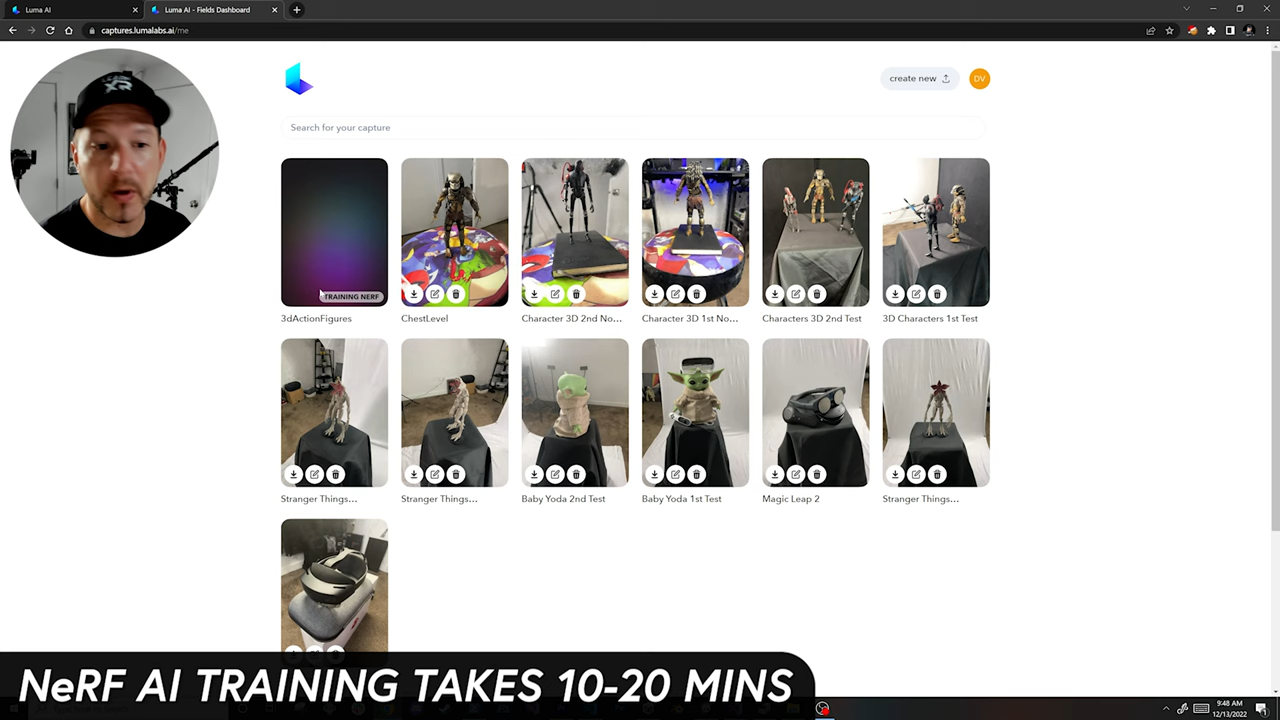 Luma AI
Luma AI - Fields Dashboard
captures.lumalabs.ai/me
XR
create new
DV
Search for your capture
TRAINING NERF
3dActionFigures
ChestLevel
Character 3D 2nd No...
Character 3D 1st No...
Characters 3D 2nd Test
3D Characters 1st Test
Stranger Things...
Stranger Things...
Baby Yoda 2nd Test
Baby Yoda 1st Test
Magic Leap 2
Stranger Things...
NeRF AI TRAINING TAKES 10-20 MINS
9:48 AM
12/13/2022